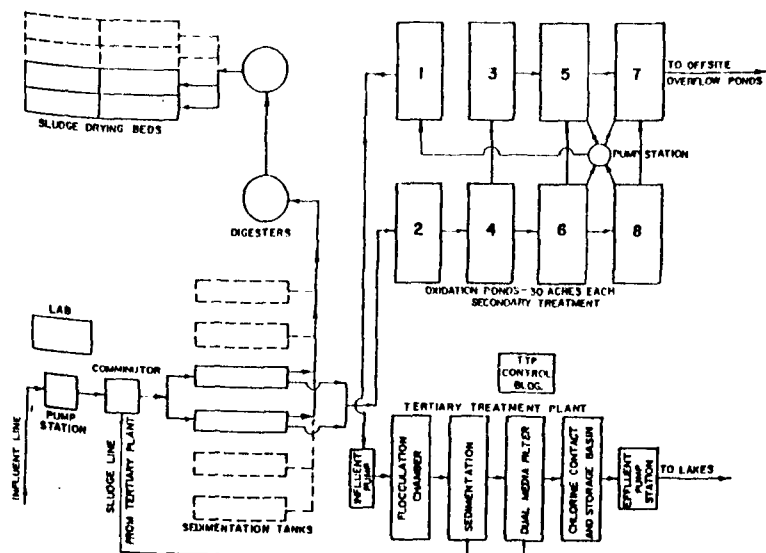 SLUDGE DRYING BEDS
DIGESTERS
1
3
5
7
TO OFFSITE
OVERFLOW PONDS
PUMP STATION
2
4
6
8
OXIDATION PONDS-30 ACRES EACH
SECONDARY TREATMENT
LAB
COMMINUTOR
PUMP
STATION
INFLUENT LINE
SLUDGE LINE
FROM TERTIARY PLANT
SEDIMENTATION TANKS
TTP
CONTROL
BLDG.
TERTIARY TREATMENT PLANT
INFLUENT
PUMP
FLOCCULATION
CHAMBER
SEDIMENTATION
DUAL MEDIA FILTER
CHLORINE CONTACT
AND STORAGE BASIN
EFFLUENT
PUMP
STATION
TO LAKES